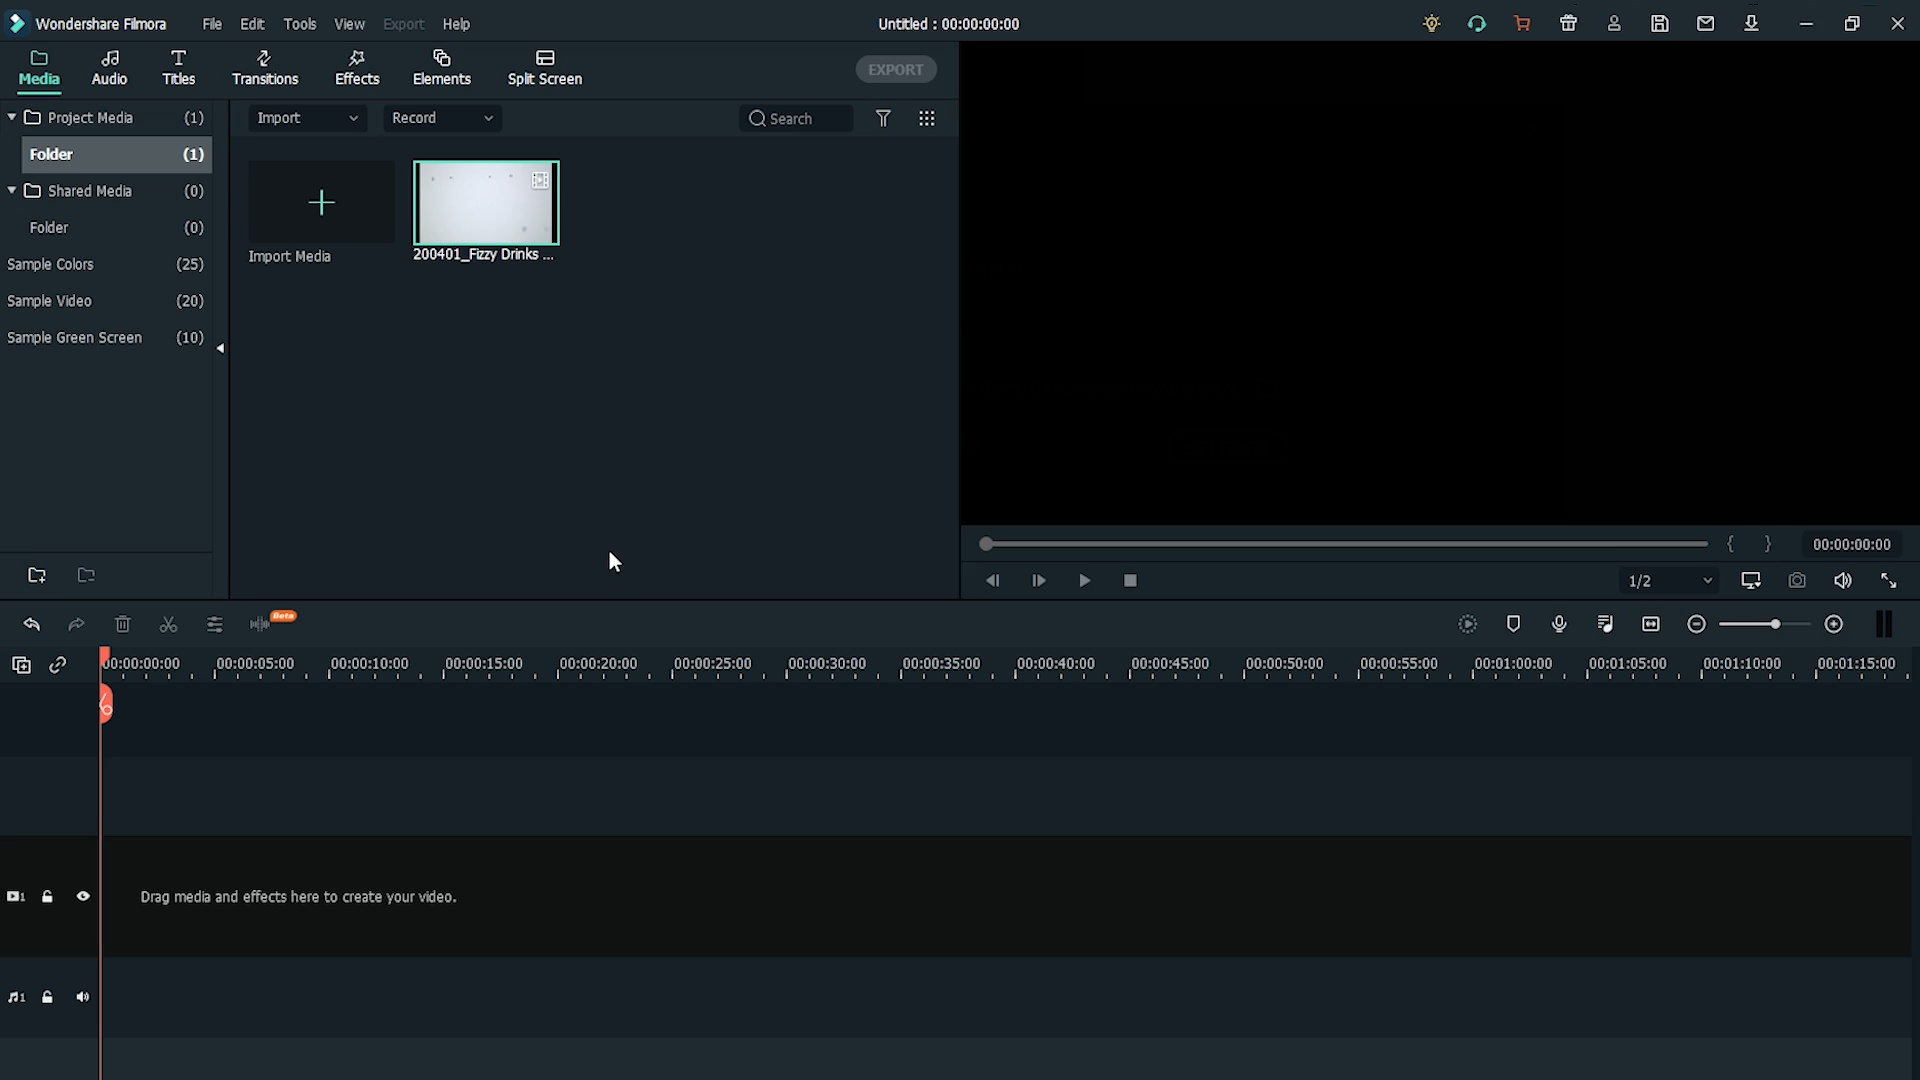 Wondershare Filmora File Edit Tools View Export Help Untitled : 00:00:00:00
Media Audio Titles Transitions Effects Elements Split Screen EXPORT
Project Media (1)
Folder (1)
Shared Media (0)
Folder (0)
Sample Colors (25)
Sample Video (20)
Sample Green Screen (10)
Import Record Search
Import Media
200401_Fizzy Drinks ...
{ } 00:00:00:00
1/2
Beta
00:00:00:00 00:00:05:00 00:00:10:00 00:00:15:00 00:00:20:00 00:00:25:00 00:00:30:00 00:00:35:00 00:00:40:00 00:00:45:00 00:00:50:00 00:00:55:00 00:01:00:00 00:01:05:00 00:01:10:00 00:01:15:00
1 Drag media and effects here to create your video.
1